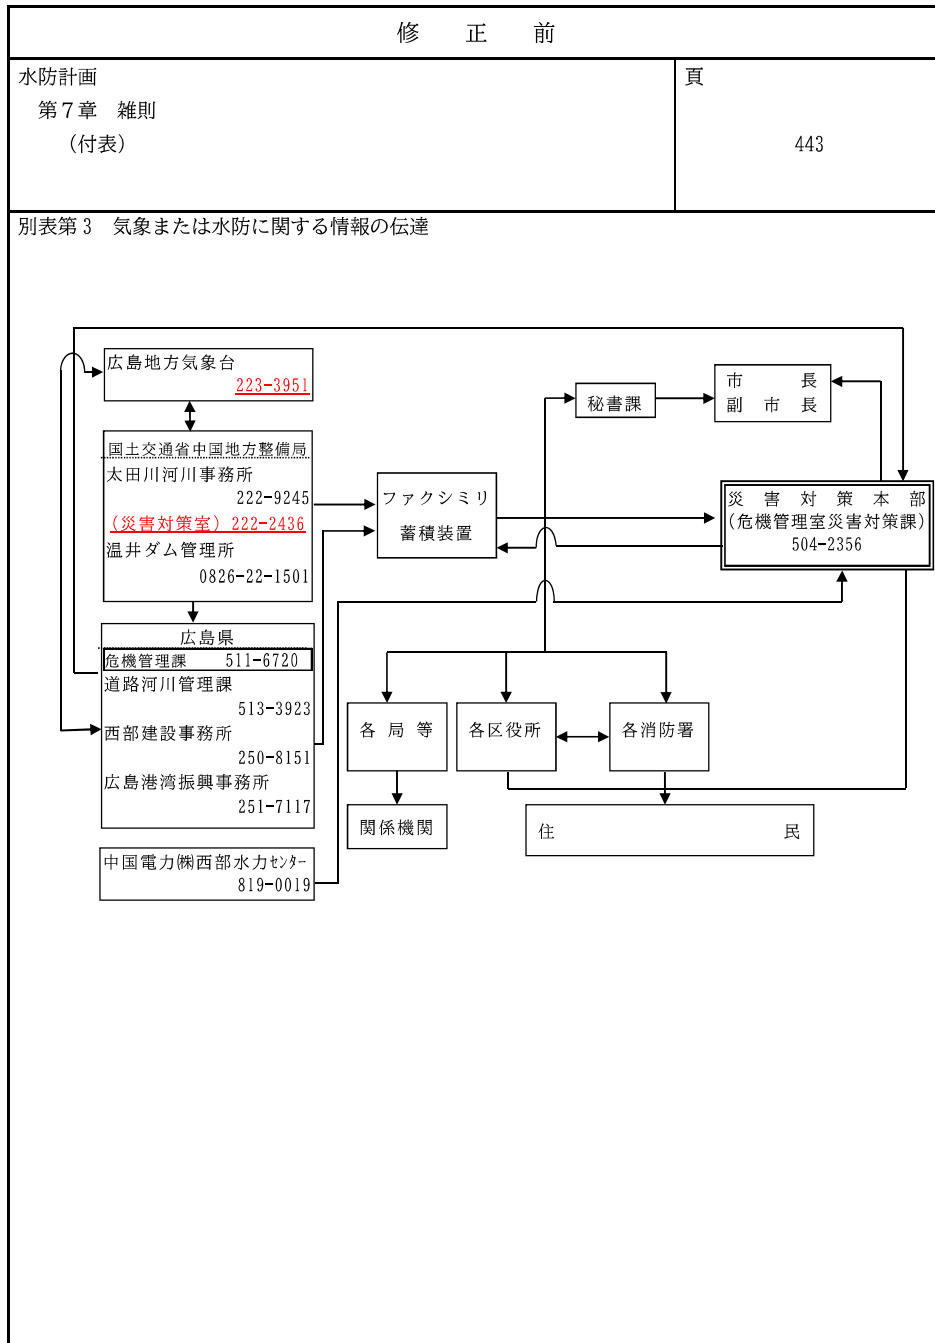 修　正　前
水防計画
頁
第７章　雑則
（付表）
443
別表第３　気象または水防に関する情報の伝達
広島地方気象台
223-3951
国土交通省中国地方整備局
太田川河川事務所
222-9245
（災害対策室）222-2436
温井ダム管理所
0826-22-1501
広島県
危機管理課　511-6720
道路河川管理課
513-3923
西部建設事務所
250-8151
広島港湾振興事務所
251-7117
中国電力㈱西部水力ｾﾝﾀｰ
819-0019
ファクシミリ
蓄積装置
秘書課
市　長
副　市　長
災害対策本部
(危機管理室災害対策課)
504-2356
各局等
各区役所
各消防署
関係機関
住　民